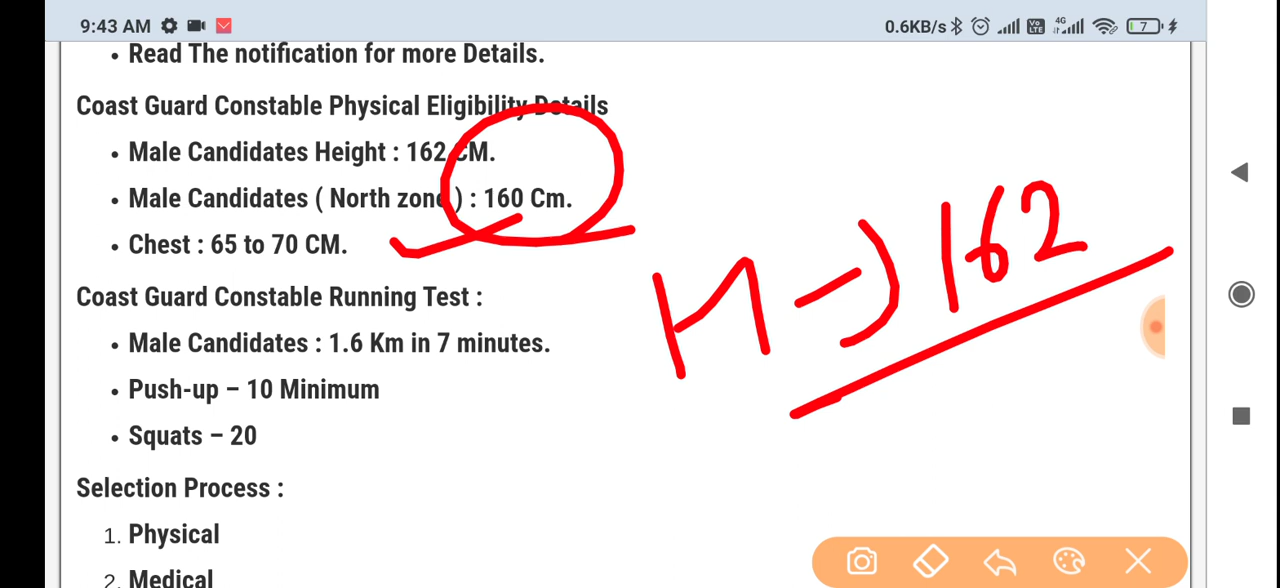 9:43 AM 0.6KB/s Vo LTE 4G 7
• Read The notification for more Details.
Coast Guard Constable Physical Eligibility Details
• Male Candidates Height : 162 CM.
• Male Candidates ( North zone ) : 160 Cm.
• Chest : 65 to 70 CM.
H → 162
Coast Guard Constable Running Test :
• Male Candidates : 1.6 Km in 7 minutes.
• Push-up – 10 Minimum
• Squats – 20
Selection Process :
1. Physical
2. Medical